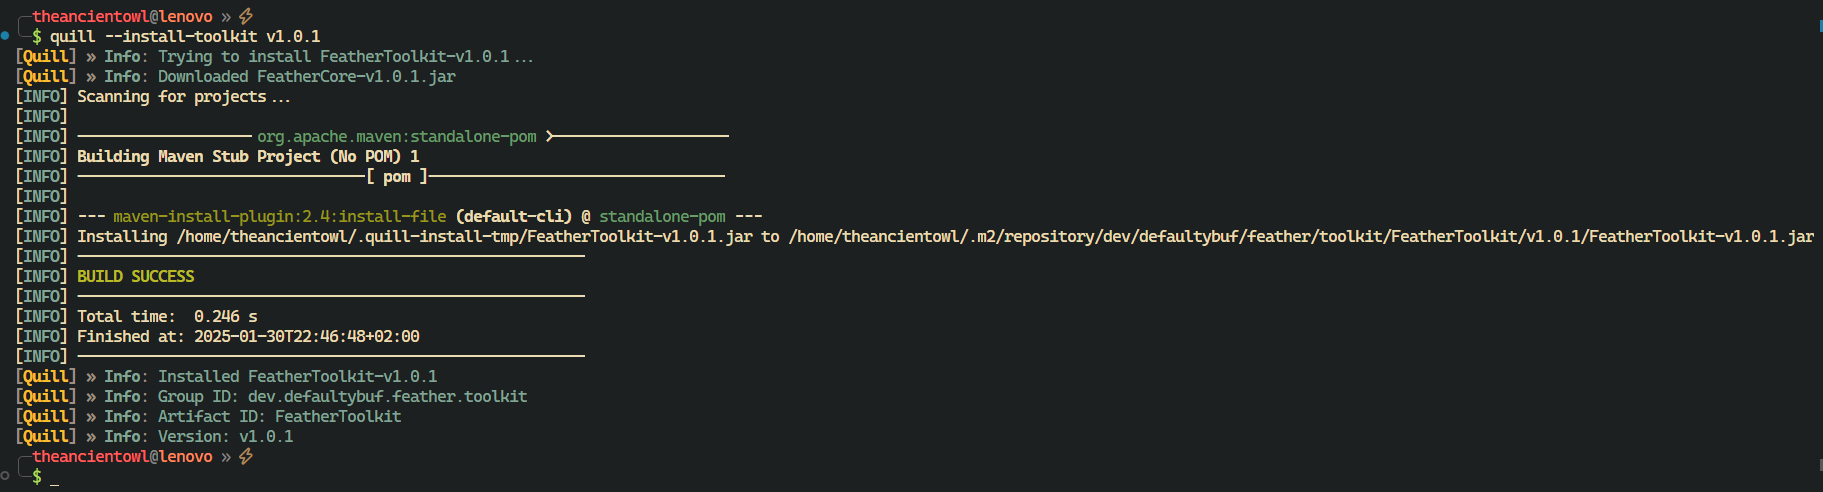 theancientowl@lenovo » ⚡
$ quill --install-toolkit v1.0.1
[Quill] » Info: Trying to install FeatherToolkit-v1.0.1...
[Quill] » Info: Downloaded FeatherCore-v1.0.1.jar
[INFO] Scanning for projects...
[INFO]
[INFO] ------------------- org.apache.maven:standalone-pom >-------------------
[INFO] Building Maven Stub Project (No POM) 1
[INFO] --------------------------------[ pom ]---------------------------------
[INFO]
[INFO] --- maven-install-plugin:2.4:install-file (default-cli) @ standalone-pom ---
[INFO] Installing /home/theancientowl/.quill-install-tmp/FeatherToolkit-v1.0.1.jar to /home/theancientowl/.m2/repository/dev/defaultybuf/feather/toolkit/FeatherToolkit/v1.0.1/FeatherToolkit-v1.0.1.jar
[INFO] ------------------------------------------------------------------------
[INFO] BUILD SUCCESS
[INFO] ------------------------------------------------------------------------
[INFO] Total time:  0.246 s
[INFO] Finished at: 2025-01-30T22:46:48+02:00
[INFO] ------------------------------------------------------------------------
[Quill] » Info: Installed FeatherToolkit-v1.0.1
[Quill] » Info: Group ID: dev.defaultybuf.feather.toolkit
[Quill] » Info: Artifact ID: FeatherToolkit
[Quill] » Info: Version: v1.0.1
theancientowl@lenovo » ⚡
$ _